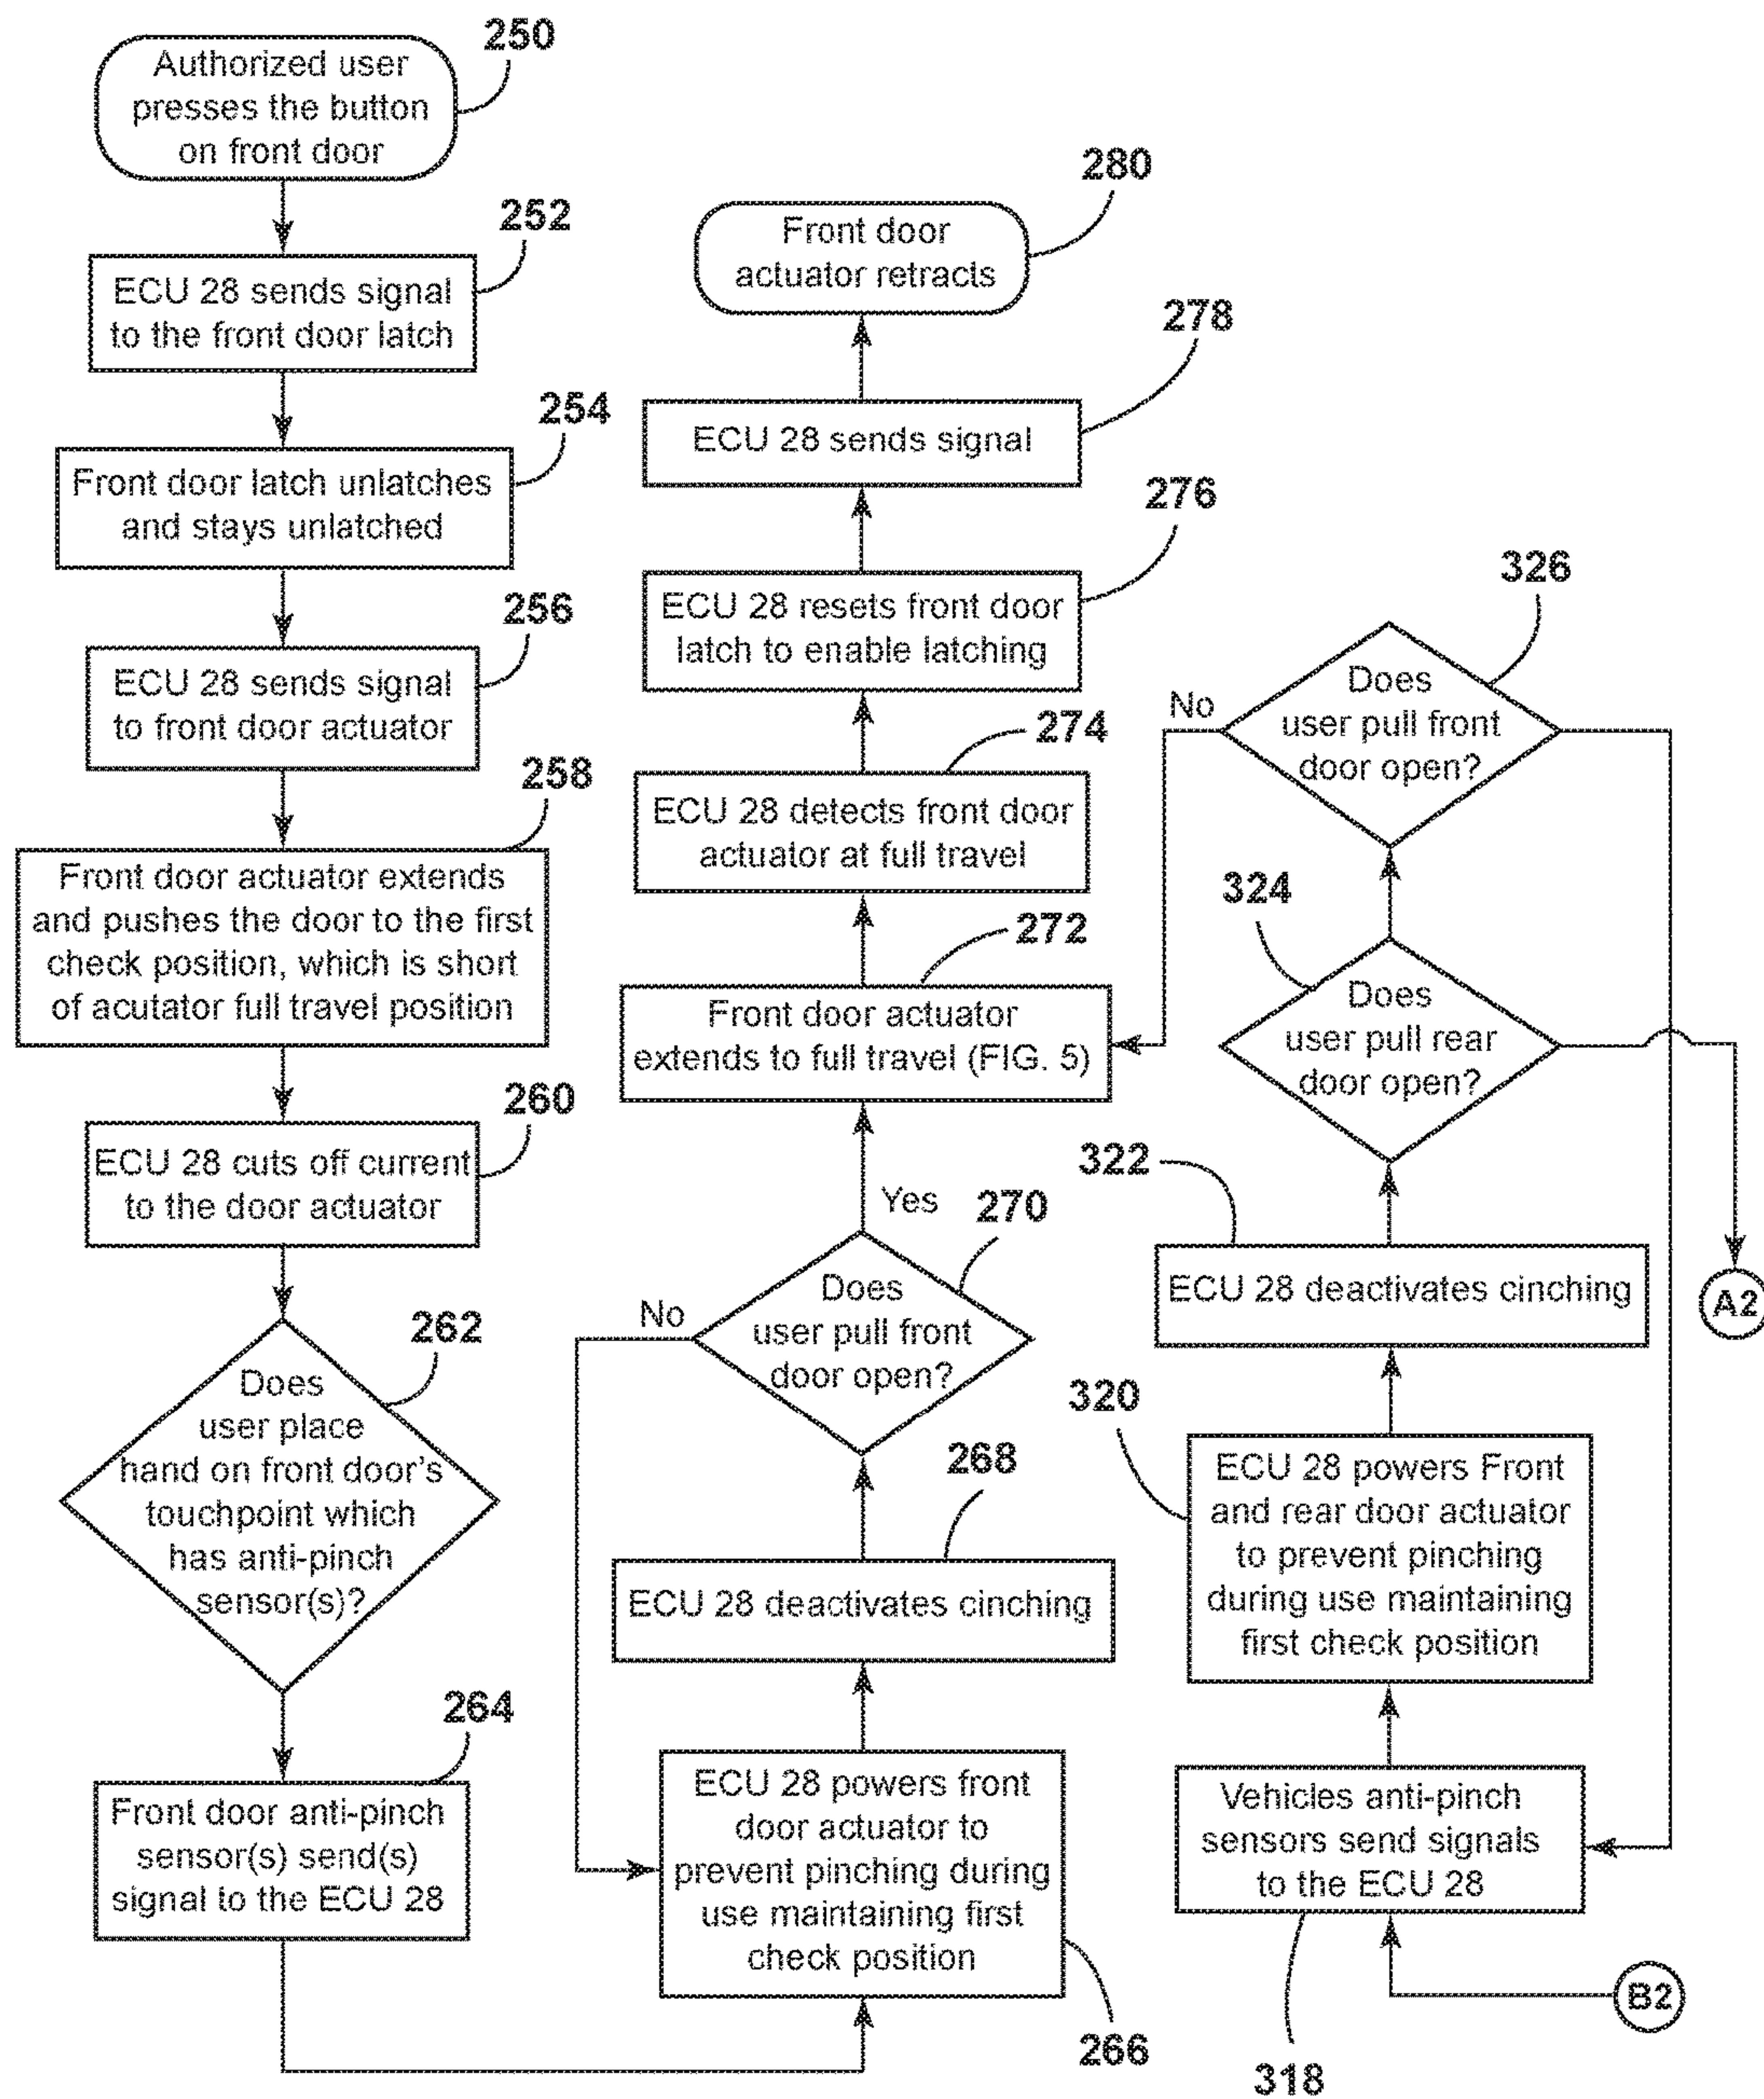 250
Authorized user
presses the button
on front door
252
ECU 28 sends signal
to the front door latch
254
Front door latch unlatches
and stays unlatched
256
ECU 28 sends signal
to front door actuator
258
Front door actuator extends
and pushes the door to the first
check position, which is short
of acutator full travel position
260
ECU 28 cuts off current
to the door actuator
262
Does
user place
hand on front door's
touchpoint which
has anti-pinch
sensor(s)?
264
Front door anti-pinch
sensor(s) send(s)
signal to the ECU 28
280
Front door
actuator retracts
278
ECU 28 sends signal
276
ECU 28 resets front door
latch to enable latching
274
ECU 28 detects front door
actuator at full travel
272
Front door actuator
extends to full travel (FIG. 5)
Yes
270
No
Does
user pull front
door open?
268
ECU 28 deactivates cinching
ECU 28 powers front
door actuator to
prevent pinching during
use maintaining first
check position
266
326
No
Does
user pull front
door open?
324
Does
user pull rear
door open?
322
ECU 28 deactivates cinching
A2
320
ECU 28 powers Front
and rear door actuator
to prevent pinching
during use maintaining
first check position
Vehicles anti-pinch
sensors send signals
to the ECU 28
B2
318